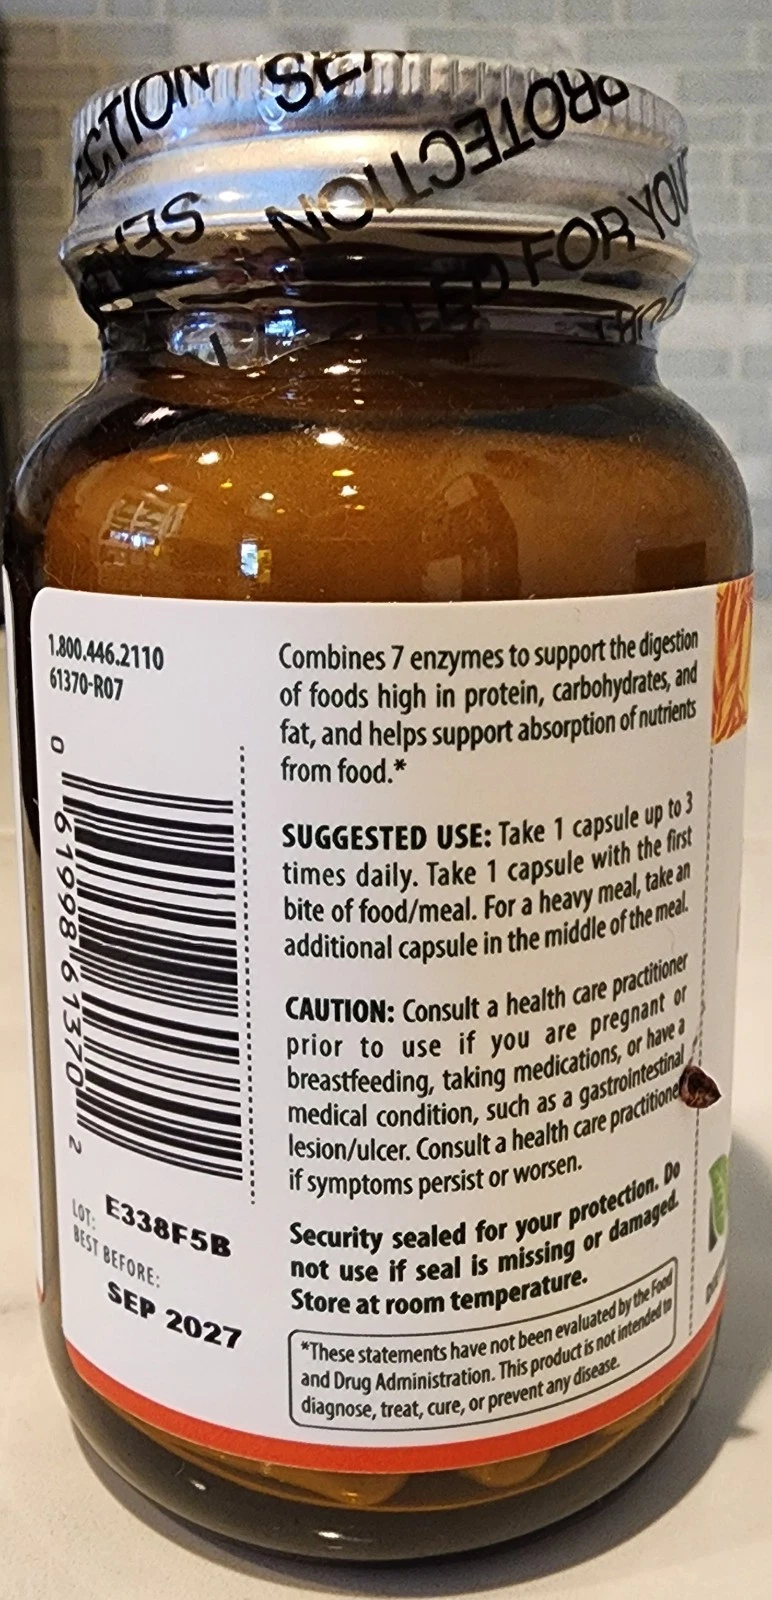 ECTION SE
PROTECTION
SE
FOR YOU
1.800.446.2110
61370-R07
0 61998 61370 2
LOT: E338F5B
BEST BEFORE:
SEP 2027
Combines 7 enzymes to support the digestion
of foods high in protein, carbohydrates, and
fat, and helps support absorption of nutrients
from food.*
SUGGESTED USE: Take 1 capsule up to 3
times daily. Take 1 capsule with the first
bite of food/meal. For a heavy meal, take an
additional capsule in the middle of the meal.
CAUTION: Consult a health care practitioner
prior to use if you are pregnant or
breastfeeding, taking medications, or have a
medical condition, such as a gastrointestinal
lesion/ulcer. Consult a health care practitione
if symptoms persist or worsen.
Security sealed for your protection. Do
not use if seal is missing or damaged.
Store at room temperature.
*These statements have not been evaluated by the Food
and Drug Administration. This product is not intended to
diagnose, treat, cure, or prevent any disease.